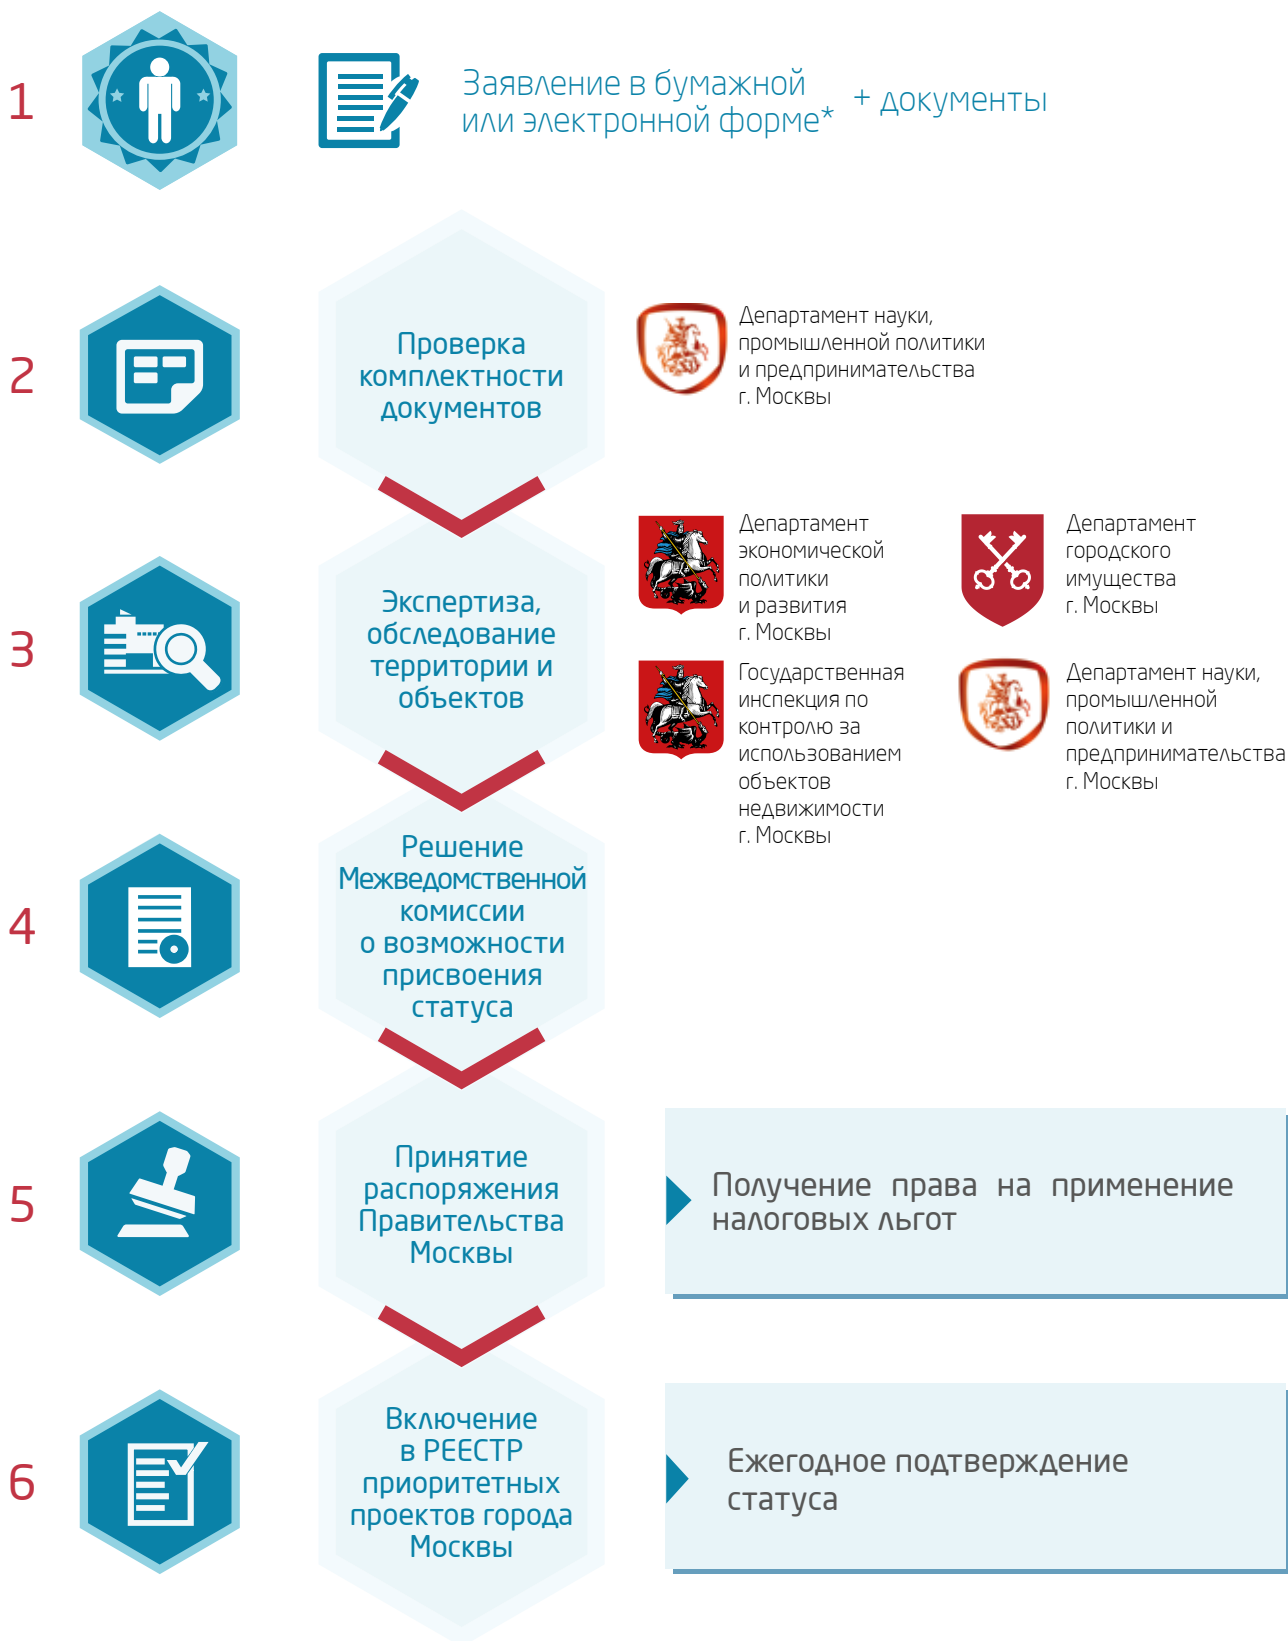 1
Заявление в бумажной
или электронной форме*
+ документы
2
Проверка
комплектности
документов
Департамент науки,
промышленной политики
и предпринимательства
г. Москвы
3
Экспертиза,
обследование
территории и
объектов
Департамент
экономической
политики
и развития
г. Москвы
Департамент
городского
имущества
г. Москвы
Государственная
инспекция по
контролю за
использованием
объектов
недвижимости
г. Москвы
Департамент науки,
промышленной
политики и
предпринимательства
г. Москвы
4
Решение
Межведомственной
комиссии
о возможности
присвоения
статуса
5
Принятие
распоряжения
Правительства
Москвы
Получение права на применение
налоговых льгот
6
Включение
в РЕЕСТР
приоритетных
проектов города
Москвы
Ежегодное подтверждение
статуса